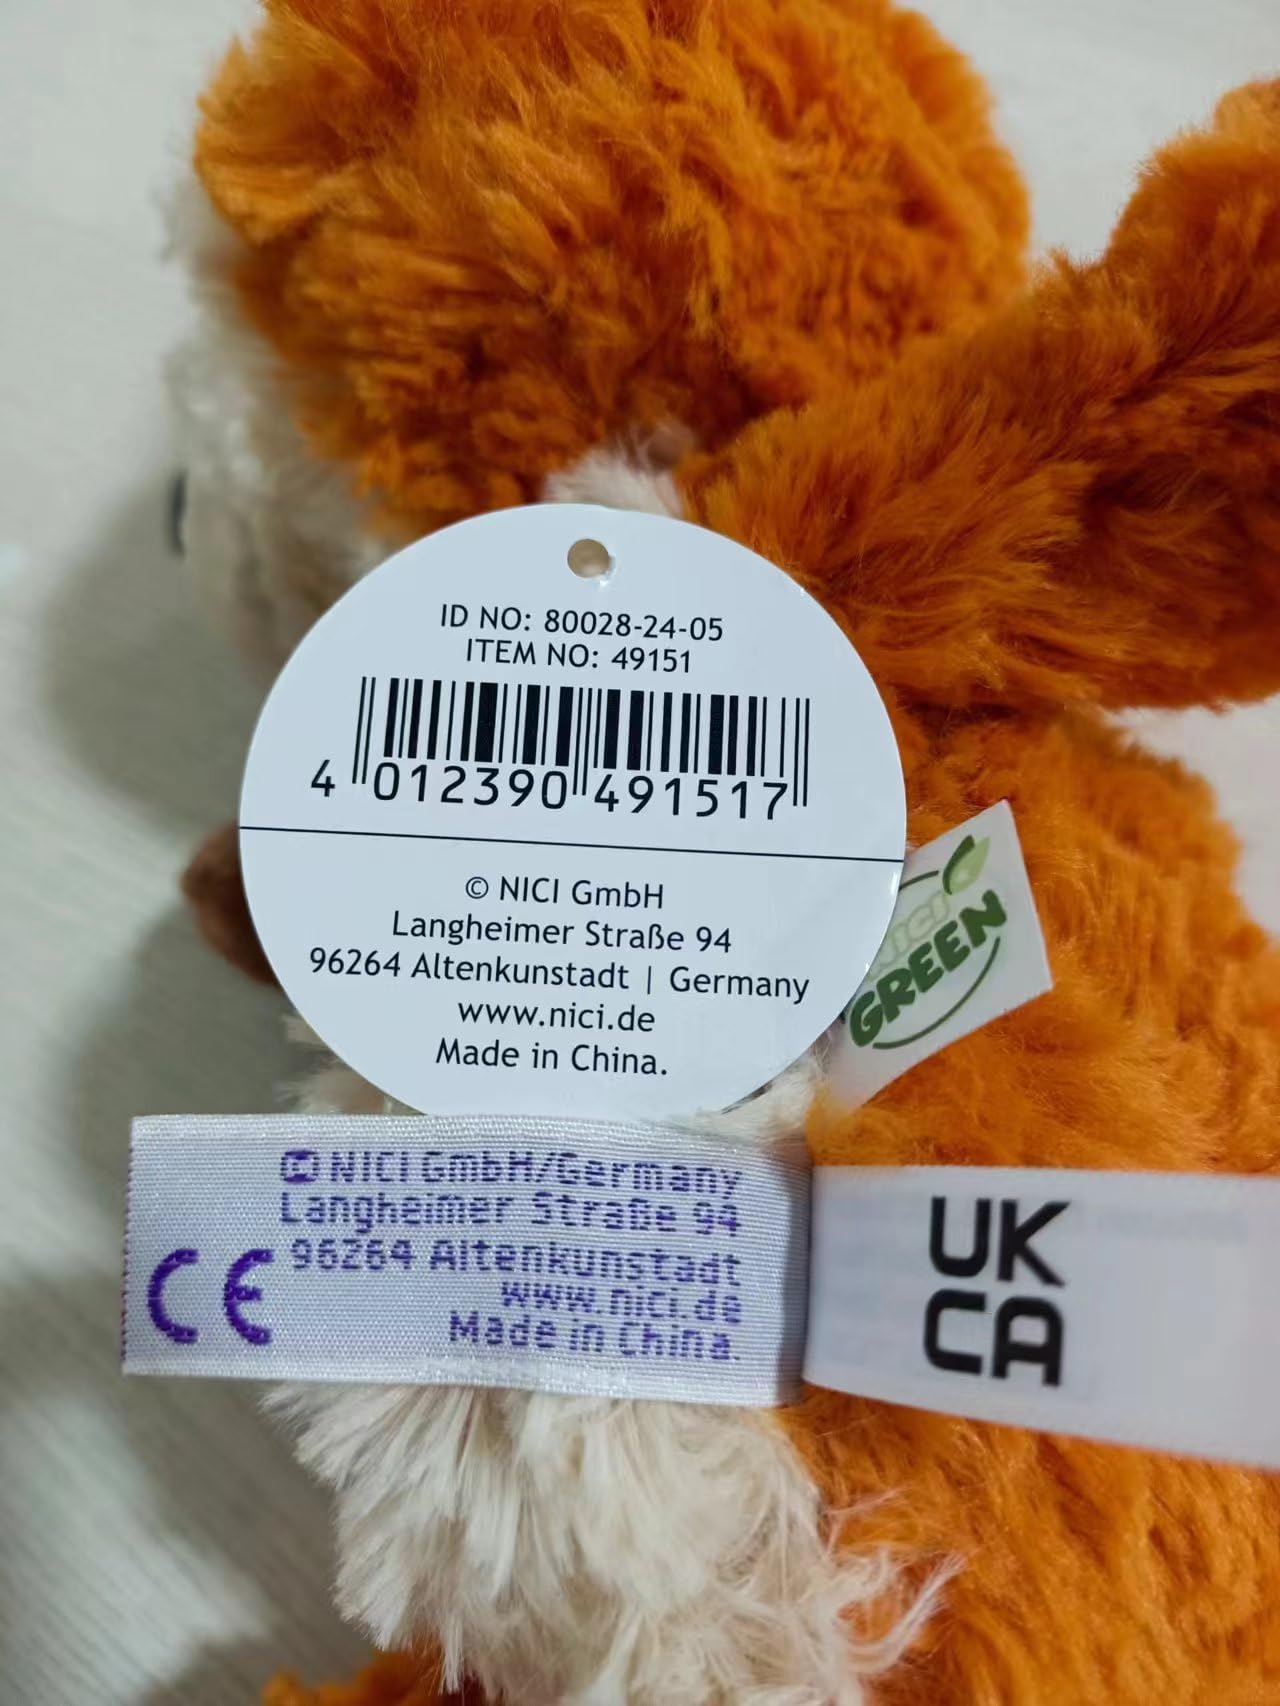 ID NO: 80028-24-05
ITEM NO: 49151
4 012390 491517
© NICI GmbH
Langheimer Straße 94
96264 Altenkunstadt | Germany
www.nici.de
Made in China.
NICI
GREEN
© NICI GmbH/Germany
Langheimer Straße 94
96264 Altenkunstadt
www.nici.de
Made in China.
CE
UK
CA